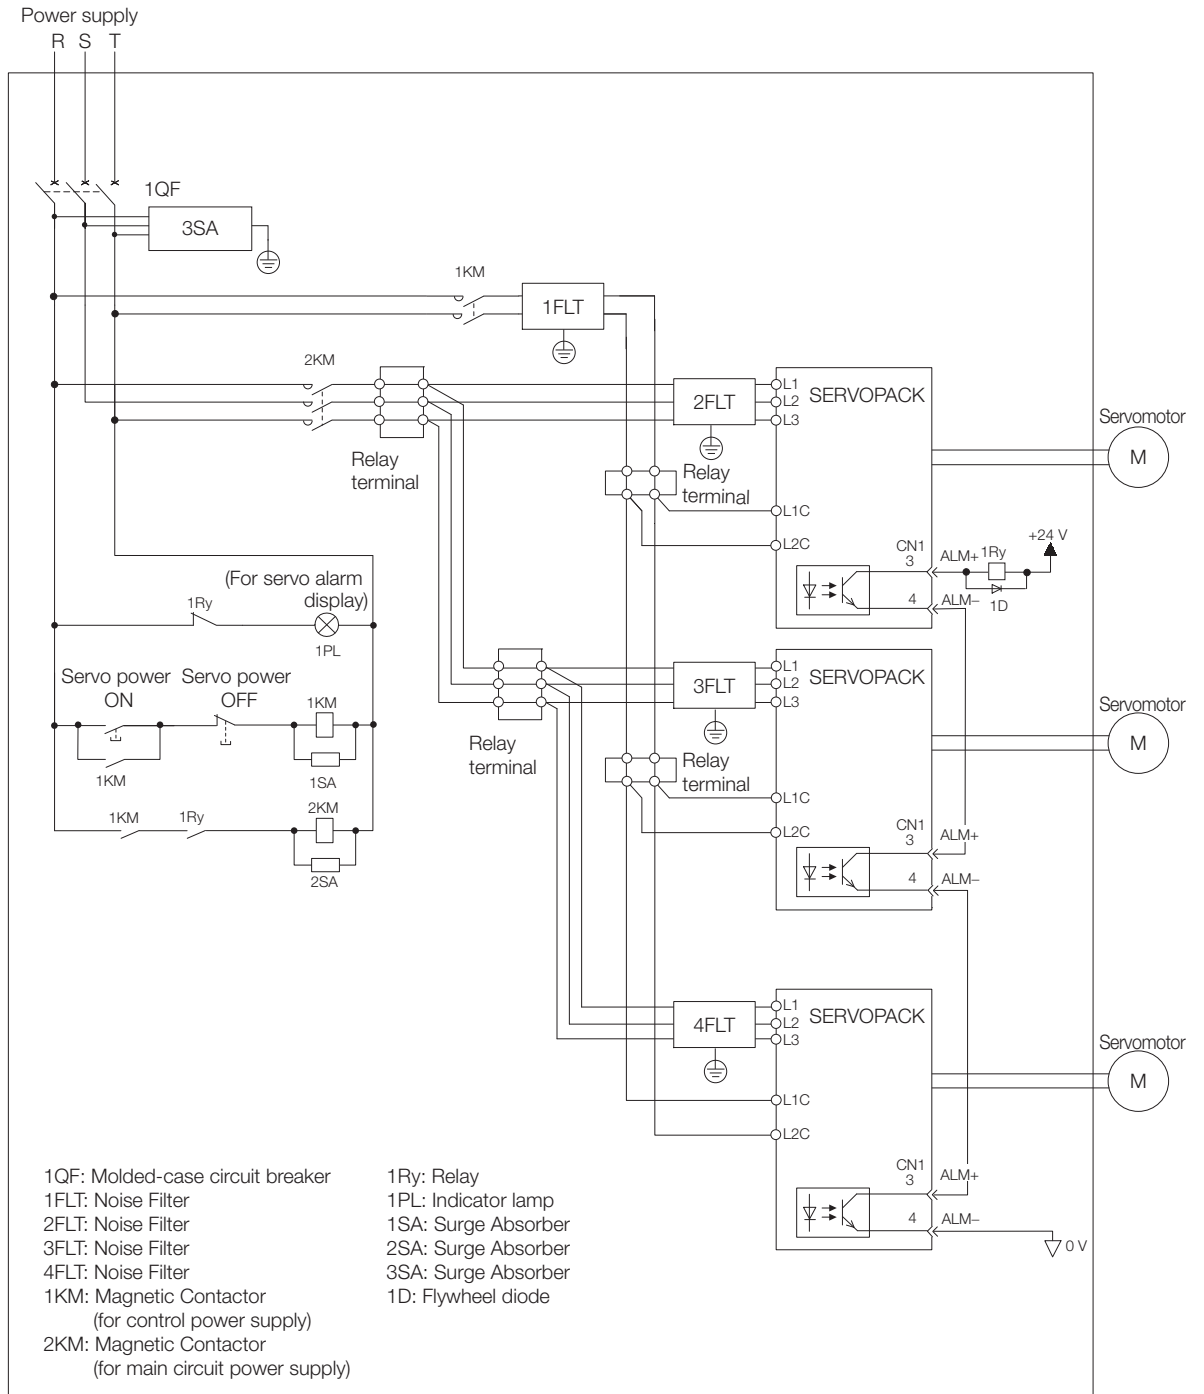 Power supply
R S T
1QF
3SA
1KM
1FLT
2KM
2FLT
L1
L2
L3
SERVOPACK
Servomotor
M
Relay
terminal
Relay
terminal
L1C
L2C
CN1
3
ALM+
1Ry
+24 V
4
ALM−
1D
(For servo alarm
display)
1Ry
1PL
Servo power
ON
Servo power
OFF
1KM
1KM
1SA
1KM
1Ry
2KM
2SA
3FLT
L1
L2
L3
SERVOPACK
Servomotor
M
Relay
terminal
Relay
terminal
L1C
L2C
CN1
3
ALM+
4
ALM−
4FLT
L1
L2
L3
SERVOPACK
Servomotor
M
L1C
L2C
CN1
3
ALM+
4
ALM−
0 V
1QF: Molded-case circuit breaker
1FLT: Noise Filter
2FLT: Noise Filter
3FLT: Noise Filter
4FLT: Noise Filter
1KM: Magnetic Contactor
(for control power supply)
2KM: Magnetic Contactor
(for main circuit power supply)
1Ry: Relay
1PL: Indicator lamp
1SA: Surge Absorber
2SA: Surge Absorber
3SA: Surge Absorber
1D: Flywheel diode